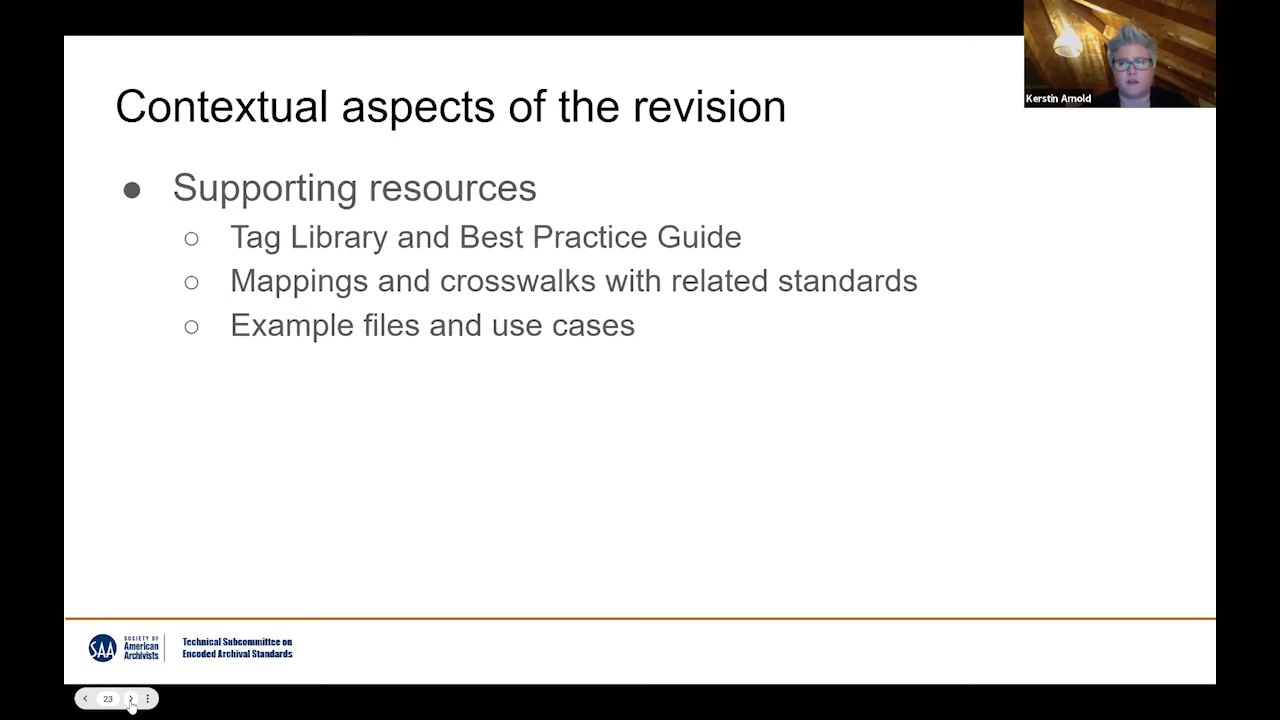 Contextual aspects of the revision
Kerstin Arnold
● Supporting resources
○ Tag Library and Best Practice Guide
○ Mappings and crosswalks with related standards
○ Example files and use cases
SAA
SOCIETY OF
American
Archivists
Technical Subcommittee on
Encoded Archival Standards
23